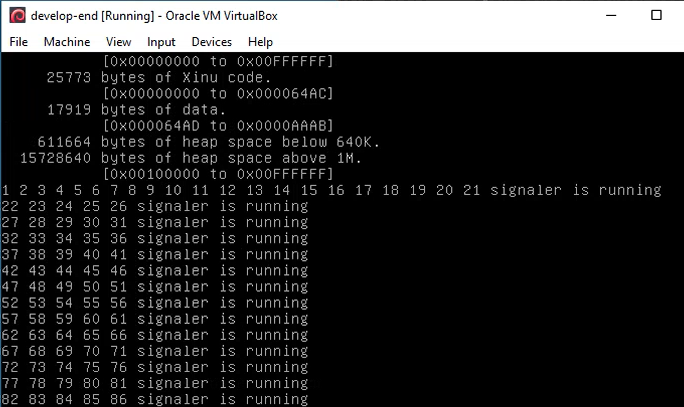 develop-end [Running] - Oracle VM VirtualBox
File Machine View Input Devices Help
[0x00000000 to 0x00FFFFFF]
25773 bytes of Xinu code.
[0x00000000 to 0x000064AC]
17919 bytes of data.
[0x000064AD to 0x0000AAAB]
611664 bytes of heap space below 640K.
15728640 bytes of heap space above 1M.
[0x00100000 to 0x00FFFFFF]
1 2 3 4 5 6 7 8 9 10 11 12 13 14 15 16 17 18 19 20 21 signaler is running
22 23 24 25 26 signaler is running
27 28 29 30 31 signaler is running
32 33 34 35 36 signaler is running
37 38 39 40 41 signaler is running
42 43 44 45 46 signaler is running
47 48 49 50 51 signaler is running
52 53 54 55 56 signaler is running
57 58 59 60 61 signaler is running
62 63 64 65 66 signaler is running
67 68 69 70 71 signaler is running
72 73 74 75 76 signaler is running
77 78 79 80 81 signaler is running
82 83 84 85 86 signaler is running